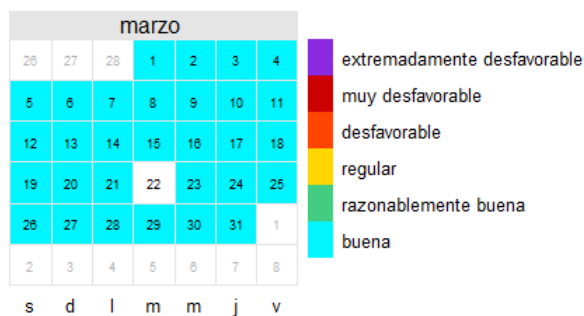 marzo
26 27 28 1 2 3 4
5 6 7 8 9 10 11
12 13 14 15 16 17 18
19 20 21 22 23 24 25
26 27 28 29 30 31 1
2 3 4 5 6 7 8
s d l m m j v
extremadamente desfavorable
muy desfavorable
desfavorable
regular
razonablemente buena
buena